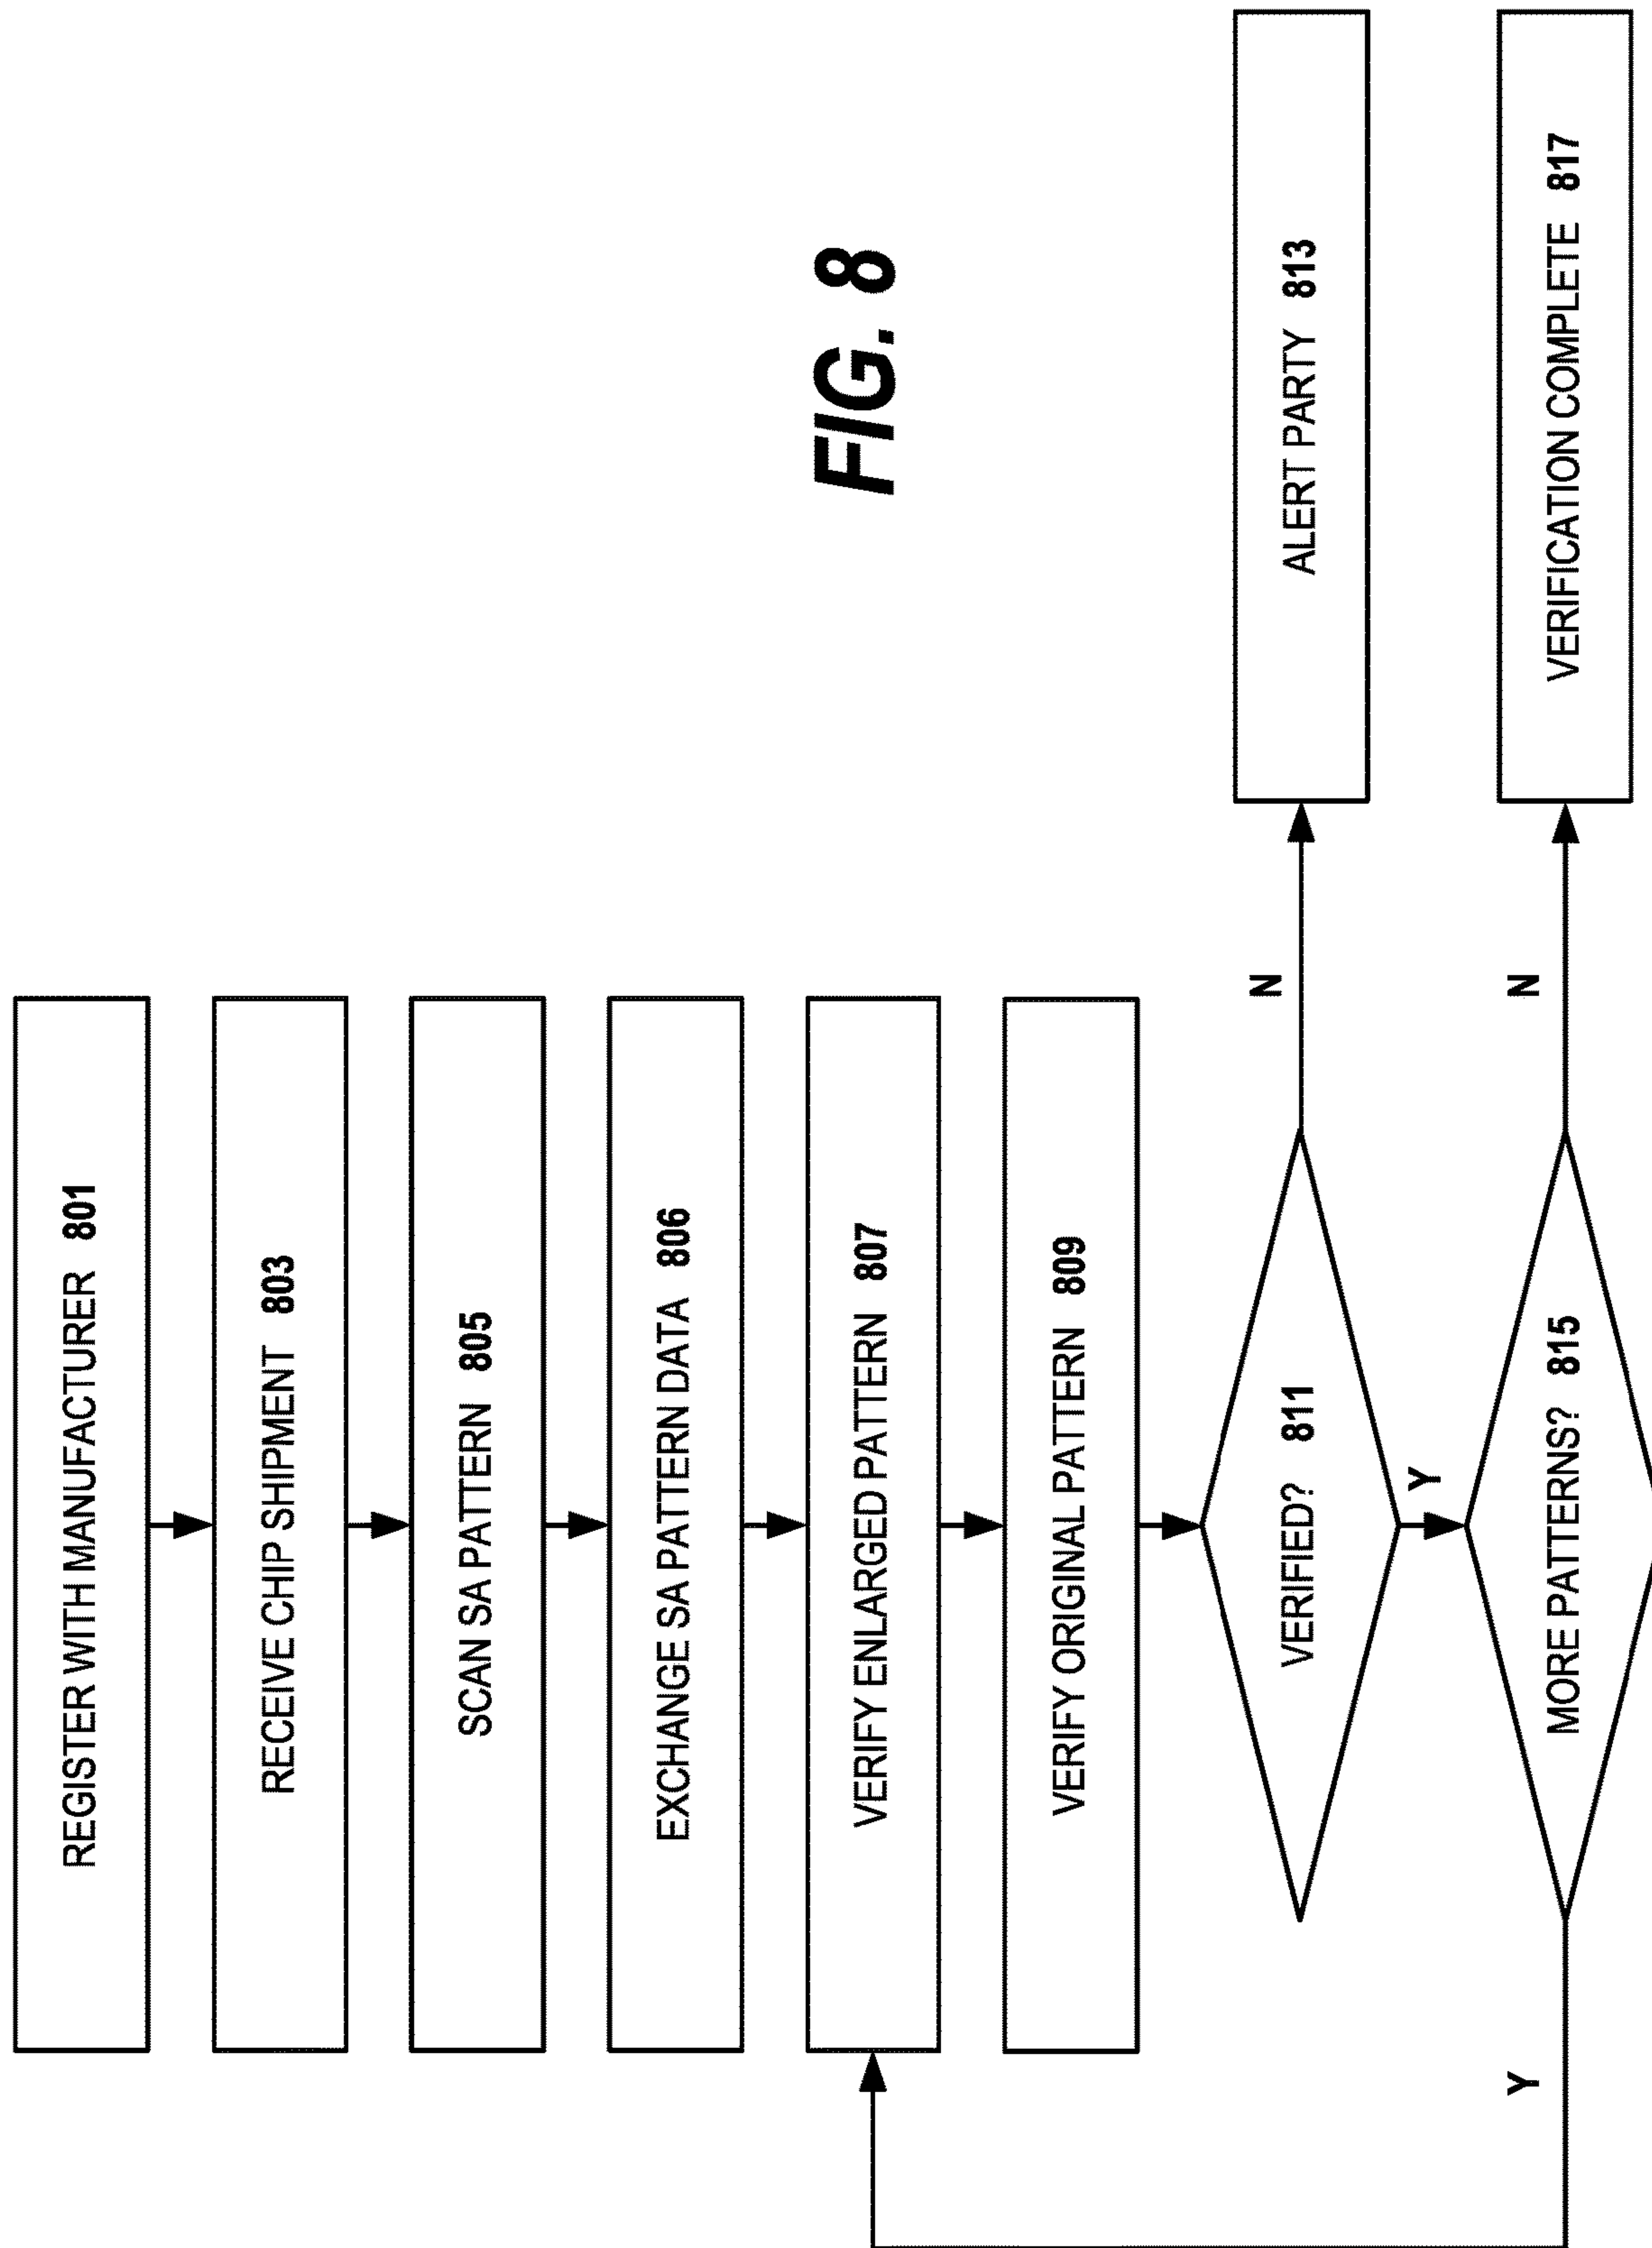 REGISTER WITH MANUFACTURER 801
RECEIVE CHIP SHIPMENT 803
SCAN SA PATTERN 805
EXCHANGE SA PATTERN DATA 806
VERIFY ENLARGED PATTERN 807
VERIFY ORIGINAL PATTERN 809
VERIFIED? 811
N
ALERT PARTY 813
Y
MORE PATTERNS? 815
Y
N
VERIFICATION COMPLETE 817
FIG. 8